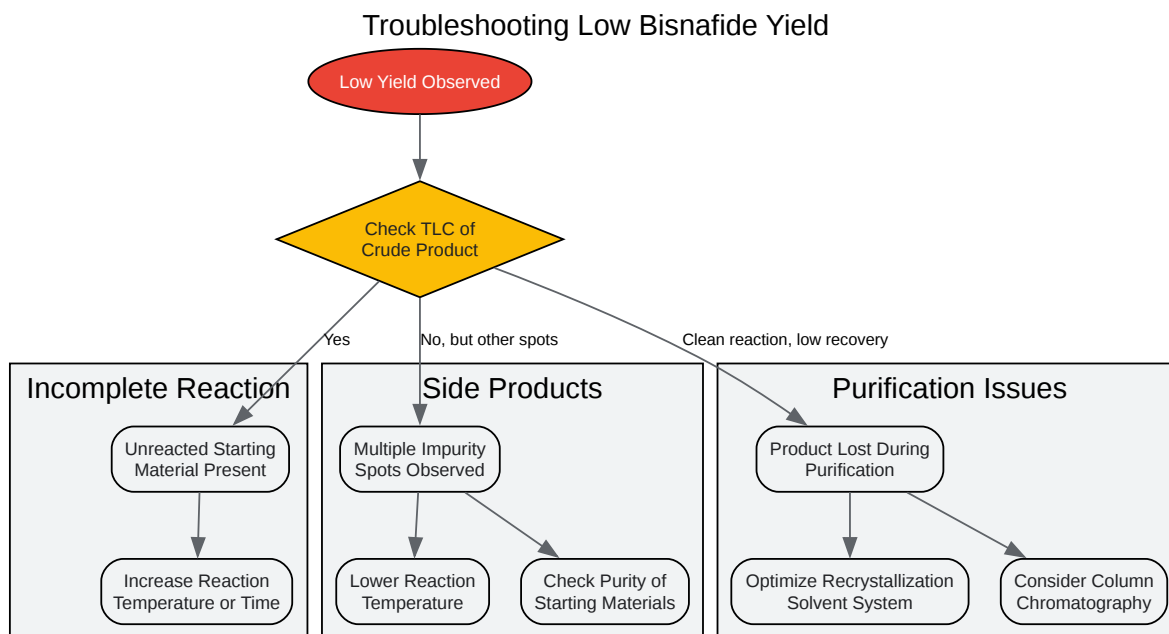 Troubleshooting Low Bisnafide Yield
Low Yield Observed
Check TLC of
Crude Product
Yes
No, but other spots
Clean reaction, low recovery
Incomplete Reaction
Side Products
Purification Issues
Unreacted Starting
Material Present
Multiple Impurity
Spots Observed
Product Lost During
Purification
Increase Reaction
Temperature or Time
Lower Reaction
Temperature
Check Purity of
Starting Materials
Optimize Recrystallization
Solvent System
Consider Column
Chromatography